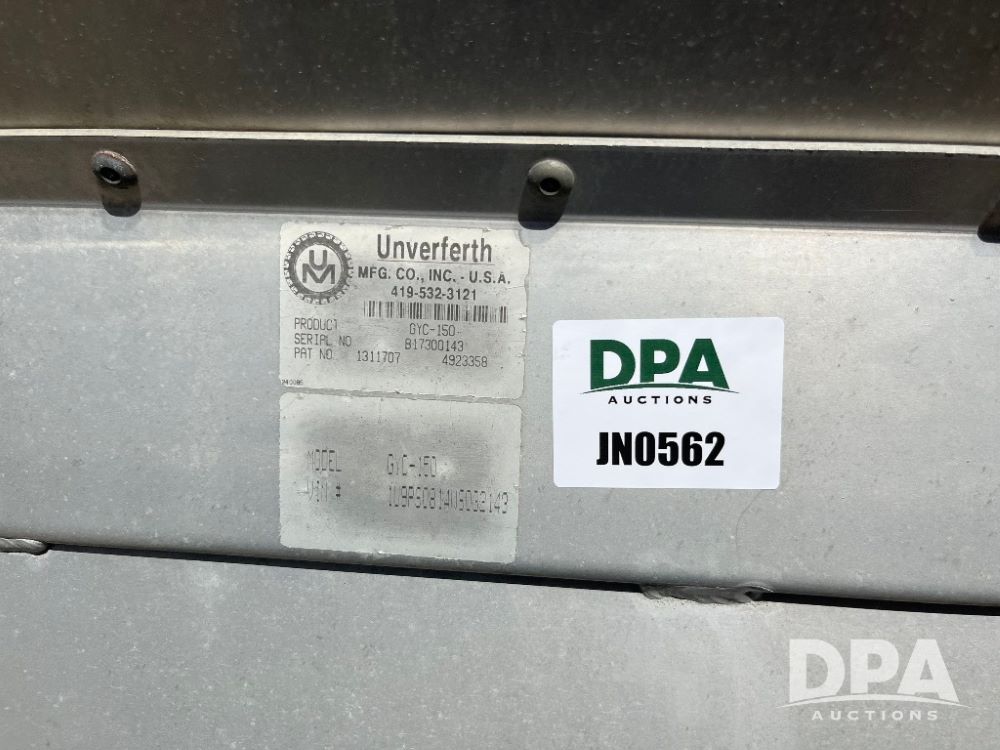 UM
Unverferth
MFG. CO., INC. - U.S.A.
419-532-3121
PRODUCT GYC-150
SERIAL NO B17300143
PAT NO 1311707 4923358
MODEL GYC-150
VIN #
DPA
AUCTIONS
JN0562
DPA
AUCTIONS